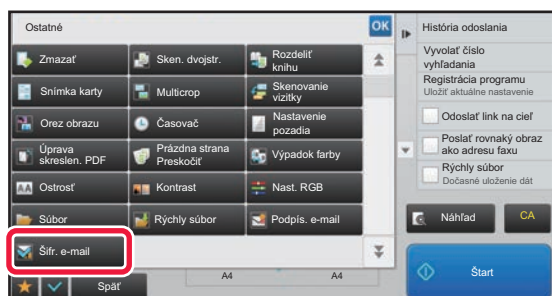 Ostatné
OK
Zmazať
Sken. dvojstr.
Rozdeliť
knihu
Snímka karty
Multicrop
Skenovanie
vizitky
Orez obrazu
Časovač
Nastavenie
pozadia
Úprava
skreslen. PDF
Prázdna strana
Preskočiť
Výpadok farby
AA
Ostrosť
Kontrast
Nast. RGB
Súbor
Rýchly súbor
Podpis. e-mail
Šifr. e-mail
Späť
A4
A4
História odoslania
Vyvolať číslo
vyhľadania
Registrácia programu
Uložiť aktuálne nastavenie
Odoslať link na cieľ
Poslať rovnaký obraz
ako adresu faxu
Rýchly súbor
Dočasné uloženie dát
Náhľad
CA
Štart